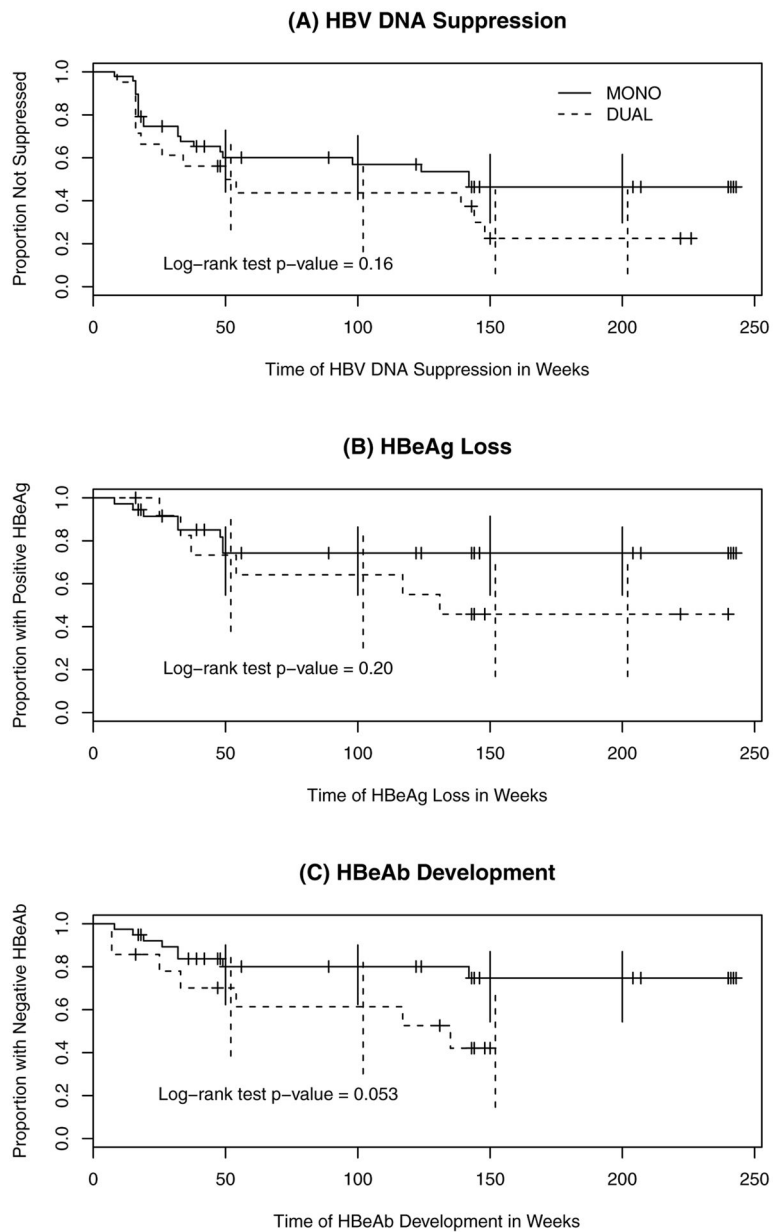 (A) HBV DNA Suppression
Proportion Not Suppressed
1.0
0.8
0.6
0.4
0.2
0.0
MONO
DUAL
Log−rank test p−value = 0.16
0 50 100 150 200 250
Time of HBV DNA Suppression in Weeks
(B) HBeAg Loss
Proportion with Positive HBeAg
1.0
0.8
0.6
0.4
0.2
0.0
Log−rank test p−value = 0.20
0 50 100 150 200 250
Time of HBeAg Loss in Weeks
(C) HBeAb Development
Proportion with Negative HBeAb
1.0
0.8
0.6
0.4
0.2
0.0
Log−rank test p−value = 0.053
0 50 100 150 200 250
Time of HBeAb Development in Weeks